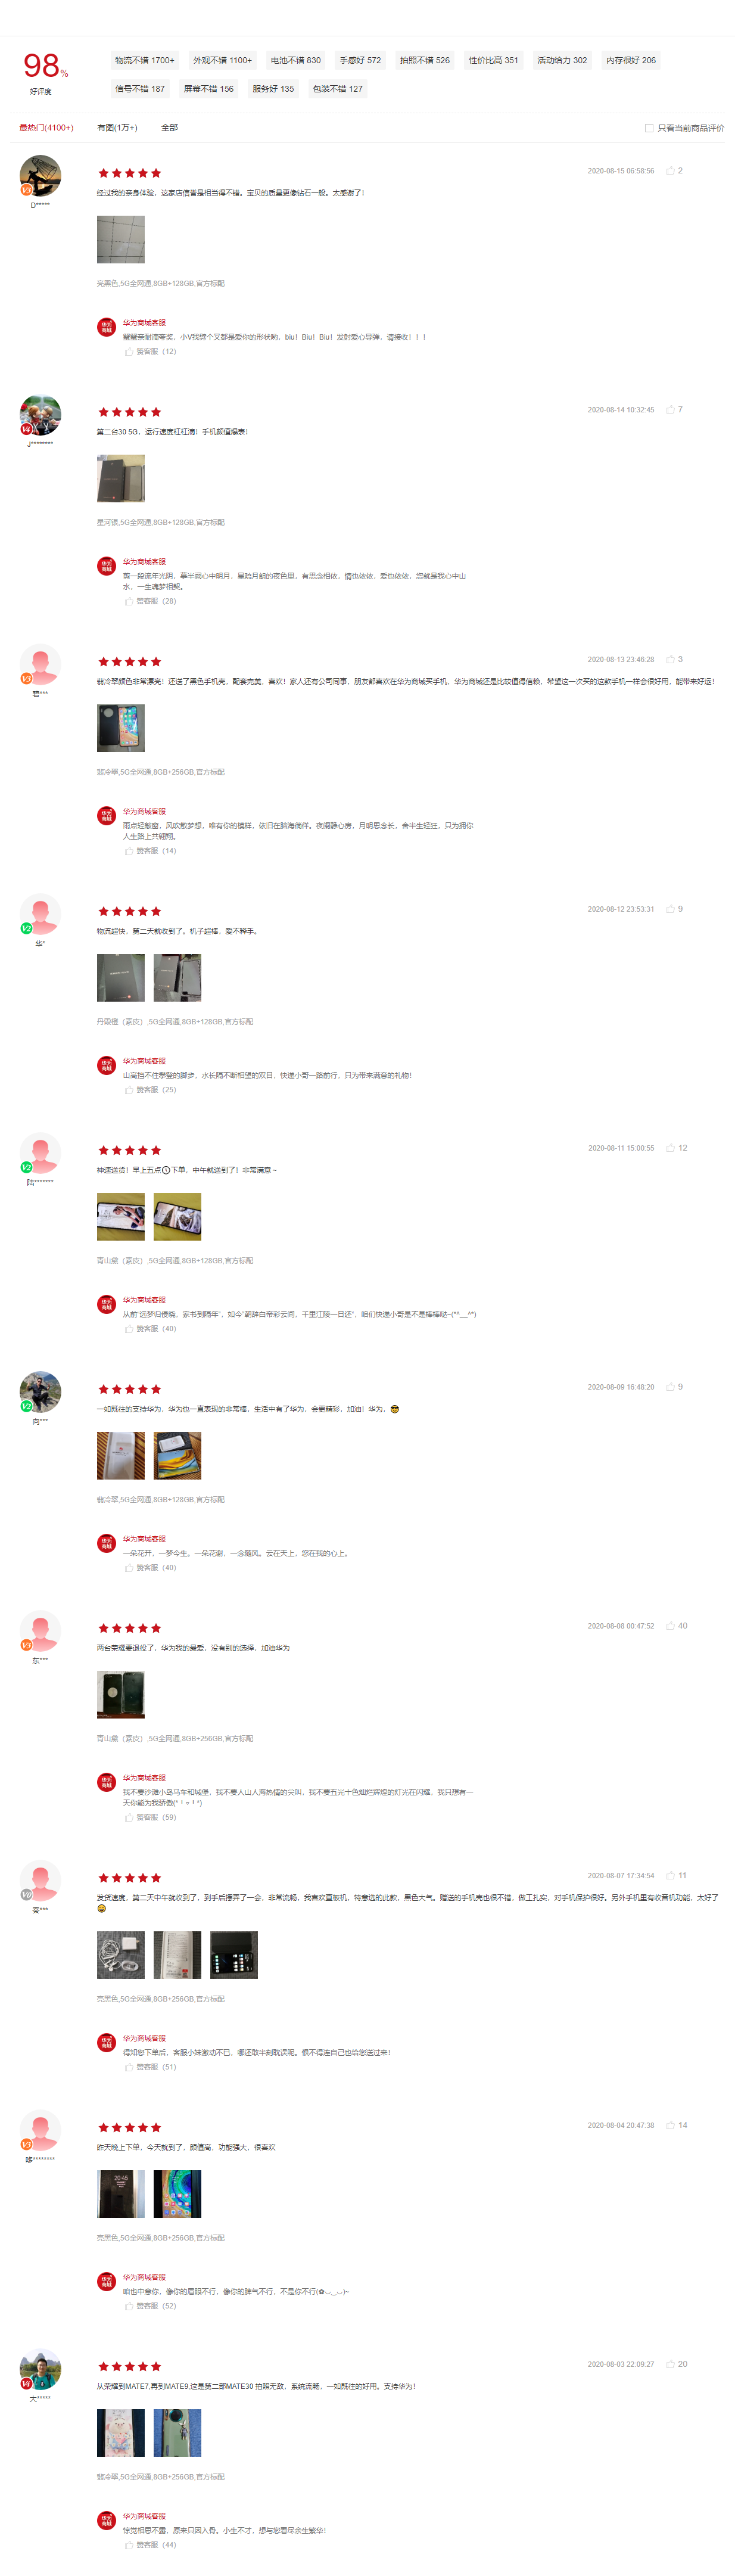 98%
好评度
物流不错 1700+ 外观不错 1100+ 电池不错 830 手感好 572 拍照不错 526 性价比高 351 活动给力 302 内存很好 206
信号不错 187 屏幕不错 156 服务好 135 包装不错 127
最热门(4100+) 有图(1万+) 全部 只看当前商品评价
2020-08-15 06:58:56 2
经过我的亲身体验，这家店信誉是相当得不错。宝贝的质量更像钻石一般。太感谢了!
V3
D*****
亮黑色,5G全网通,8GB+128GB,官方标配
华为商城客服
蟹蟹亲耐滴夸奖，小V我劈个叉都是爱你的形状哟，biu！Biu！Biu！发射爱心导弹，请接收！！！
赞客服（12）
2020-08-14 10:32:45 7
第二台30 5G，运行速度杠杠滴！手机颜值爆表!
V4
J********
星河银,5G全网通,8GB+128GB,官方标配
华为商城客服
剪一段流年光阴，摹半阙心中明月，星疏月朗的夜色里，有思念相依，情也依依，爱也依依，您就是我心中山
水，一生魂梦相契。
赞客服（28）
2020-08-13 23:46:28 3
翡冷翠颜色非常漂亮！还送了黑色手机壳，配套完美，喜欢！家人还有公司同事，朋友都喜欢在华为商城买手机，华为商城还是比较值得信赖，希望这一次买的这款手机一样会很好用，能带来好运!
V3
翡冷翠,5G全网通,8GB+256GB,官方标配
华为商城客服
雨点轻敲窗，风吹散梦想，唯有你的模样，依旧在脑海徜徉。夜阑静心房，月明思念长，舍半生轻狂，只为拥你
人生路上共翱翔。
赞客服（14）
2020-08-12 23:53:31 9
物流超快，第二天就收到了。机子超棒，爱不释手。
V2
华*
丹霞橙（素皮）,5G全网通,8GB+128GB,官方标配
华为商城客服
山高挡不住攀登的脚步，水长隔不断相望的双目，快递小哥一路前行，只为带来满意的礼物!
赞客服（25）
2020-08-11 15:00:55 12
神速送货！早上五点🕔下单，中午就送到了！非常满意～
V2
陆*******
青山黛（素皮）,5G全网通,8GB+128GB,官方标配
华为商城客服
从前“远梦归侵晓，家书到隔年”，如今“朝辞白帝彩云间，千里江陵一日还”，咱们快递小哥是不是棒棒哒~(*^__^*)
赞客服（49）
2020-08-09 16:48:20 9
一如既往的支持华为，华为也一直表现的非常棒，生活中有了华为，会更精彩，加油！华为，😎
V2
向***
翡冷翠,5G全网通,8GB+128GB,官方标配
华为商城客服
一朵花开，一梦今生。一朵花谢，一念随风。云在天上，您在我的心上。
赞客服（40）
2020-08-08 00:47:52 40
两台荣耀要退役了，华为我的最爱，没有别的选择，加油华为
V3
东***
青山黛（素皮）,5G全网通,8GB+256GB,官方标配
华为商城客服
我不要沙滩小岛马车和城堡，我不要人山人海热情的尖叫，我不要五光十色灿烂辉煌的灯光在闪耀，我只想有一
天你能为我骄傲(*╹▽╹*)
赞客服（59）
2020-08-07 17:34:54 11
发货速度，第二天中午就收到了，到手后摆弄了一会，非常流畅，我喜欢直板机，特意选的此款，黑色大气。赠送的手机壳也很不错，做工扎实，对手机保护很好。另外手机里有收音机功能，太好了
😄
V0
秦***
亮黑色,5G全网通,8GB+256GB,官方标配
华为商城客服
得知您下单后，客服小妹激动不已，哪还敢半刻耽误呢。恨不得连自己也给您送过来!
赞客服（51）
2020-08-04 20:47:38 14
昨天晚上下单，今天就到了，颜值高，功能强大，很喜欢
V3
哆********
亮黑色,5G全网通,8GB+256GB,官方标配
华为商城客服
咱也中意你，像你的眉眼不行，像你的脾气不行，不是你不行(✿◡‿◡)~
赞客服（52）
2020-08-03 22:09:27 20
从荣耀到MATE7,再到MATE9,这是第二部MATE30 拍照无敌，系统流畅，一如既往的好用。支持华为!
V4
大*****
翡冷翠,5G全网通,8GB+256GB,官方标配
华为商城客服
惊觉相思不露，原来只因入骨。小生不才，想与您看尽余生繁华!
赞客服（44）